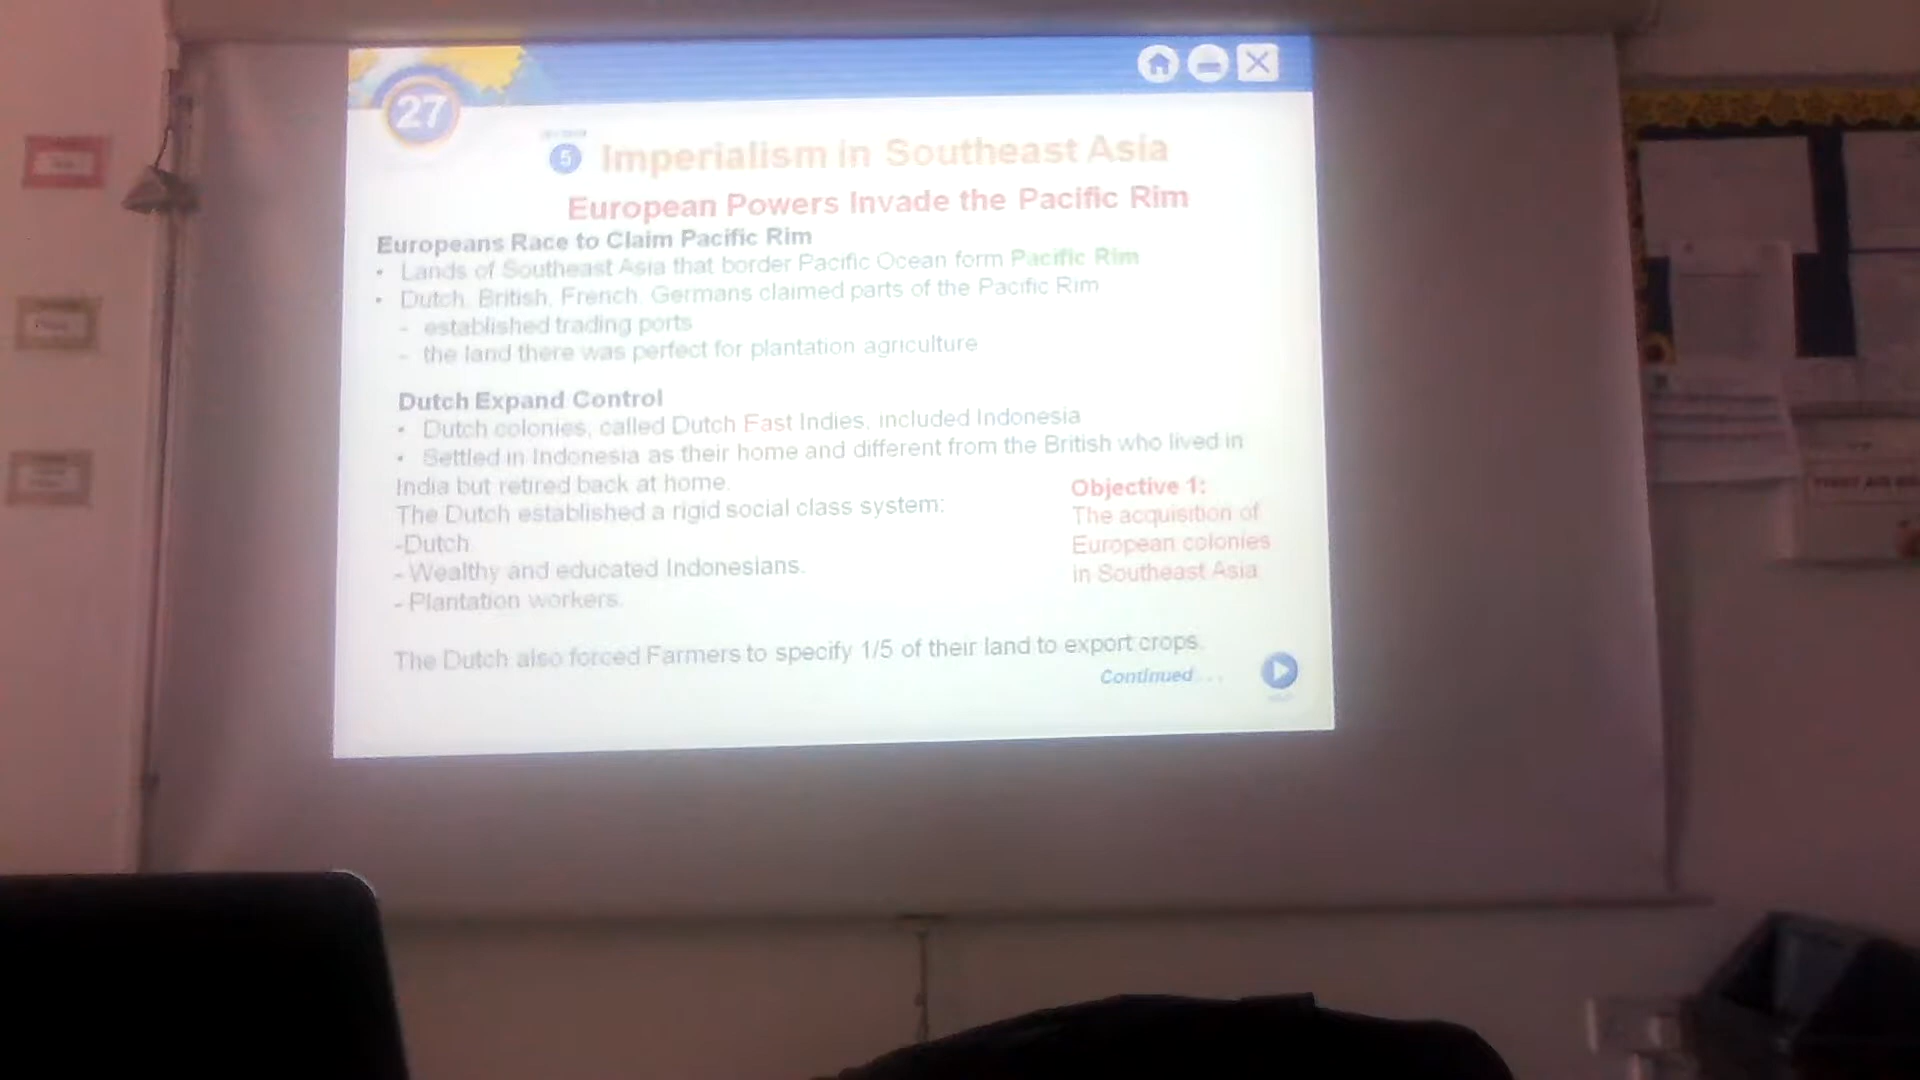 27
5 Imperialism in Southeast Asia
European Powers Invade the Pacific Rim
Europeans Race to Claim Pacific Rim
• Lands of Southeast Asia that border Pacific Ocean form Pacific Rim
• Dutch, British, French, Germans claimed parts of the Pacific Rim
- established trading ports
- the land there was perfect for plantation agriculture
Dutch Expand Control
• Dutch colonies, called Dutch East Indies, included Indonesia
• Settled in Indonesia as their home and different from the British who lived in
India but retired back at home.
The Dutch established a rigid social class system:
-Dutch
- Wealthy and educated Indonesians.
- Plantation workers.
The Dutch also forced Farmers to specify 1/5 of their land to export crops.
Objective 1:
The acquisition of
European colonies
in Southeast Asia
Continued . . .